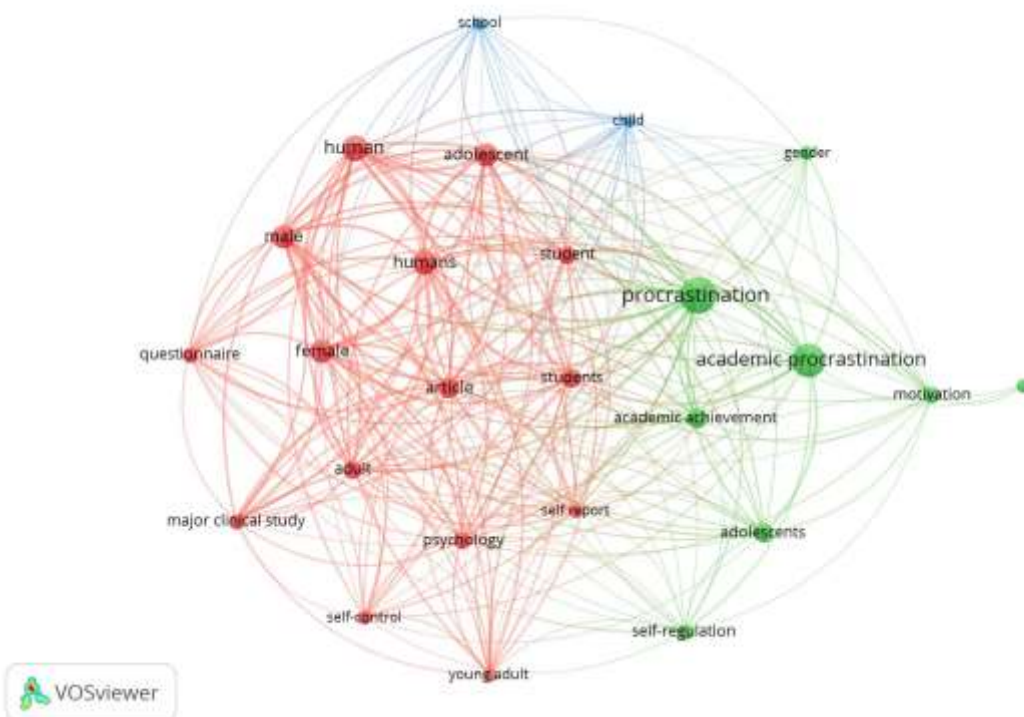 school
child
human
adolescent
gender
male
humans
student
procrastination
questionnaire
female
article
students
academic procrastination
motivation
academic achievement
adult
major clinical study
self report
psychology
adolescents
self-control
self-regulation
young adult
VOSviewer